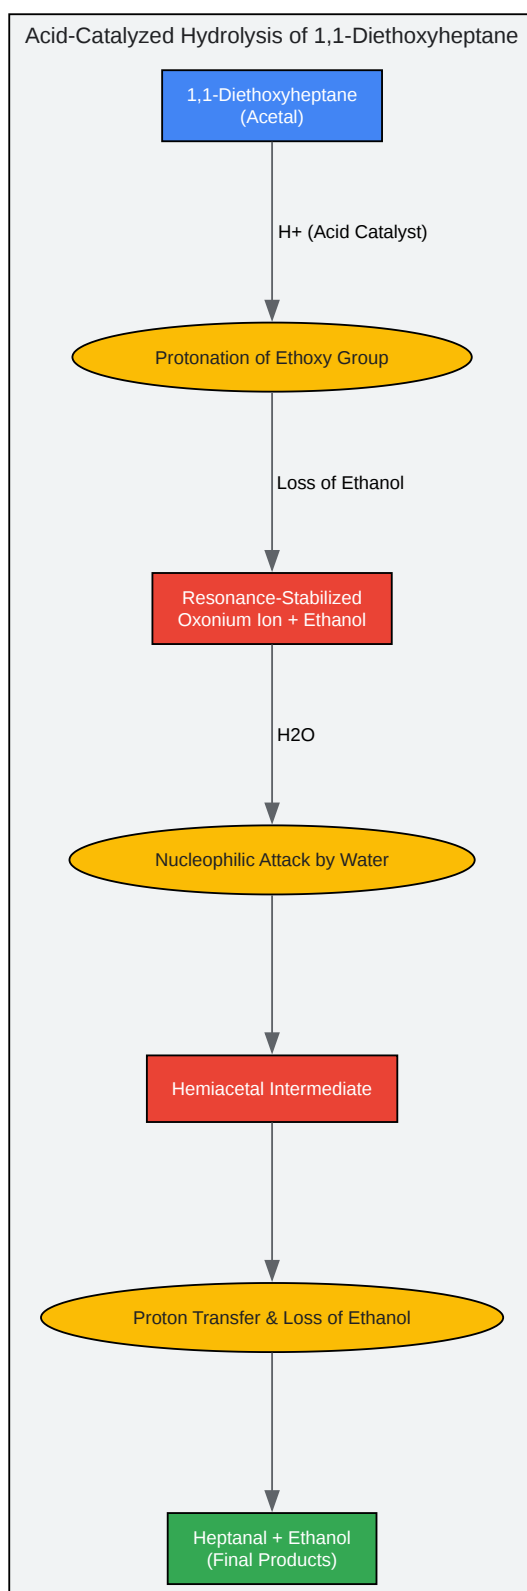 Acid-Catalyzed Hydrolysis of 1,1-Diethoxyheptane
1,1-Diethoxyheptane
(Acetal)
H+ (Acid Catalyst)
Protonation of Ethoxy Group
Loss of Ethanol
Resonance-Stabilized
Oxonium Ion + Ethanol
H2O
Nucleophilic Attack by Water
Hemiacetal Intermediate
Proton Transfer & Loss of Ethanol
Heptanal + Ethanol
(Final Products)